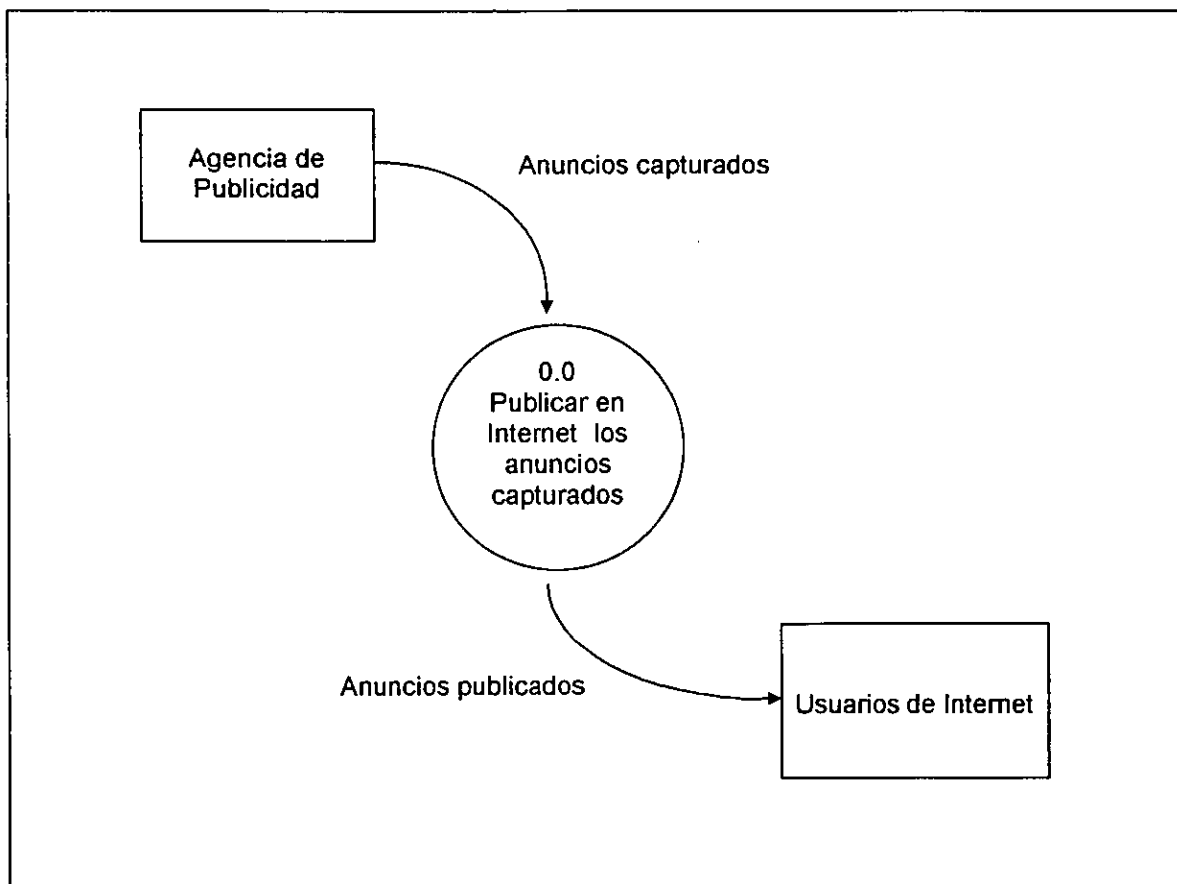 Agencia de
Publicidad
Anuncios capturados
0.0
Publicar en
Internet los
anuncios
capturados
Anuncios publicados
Usuarios de Internet